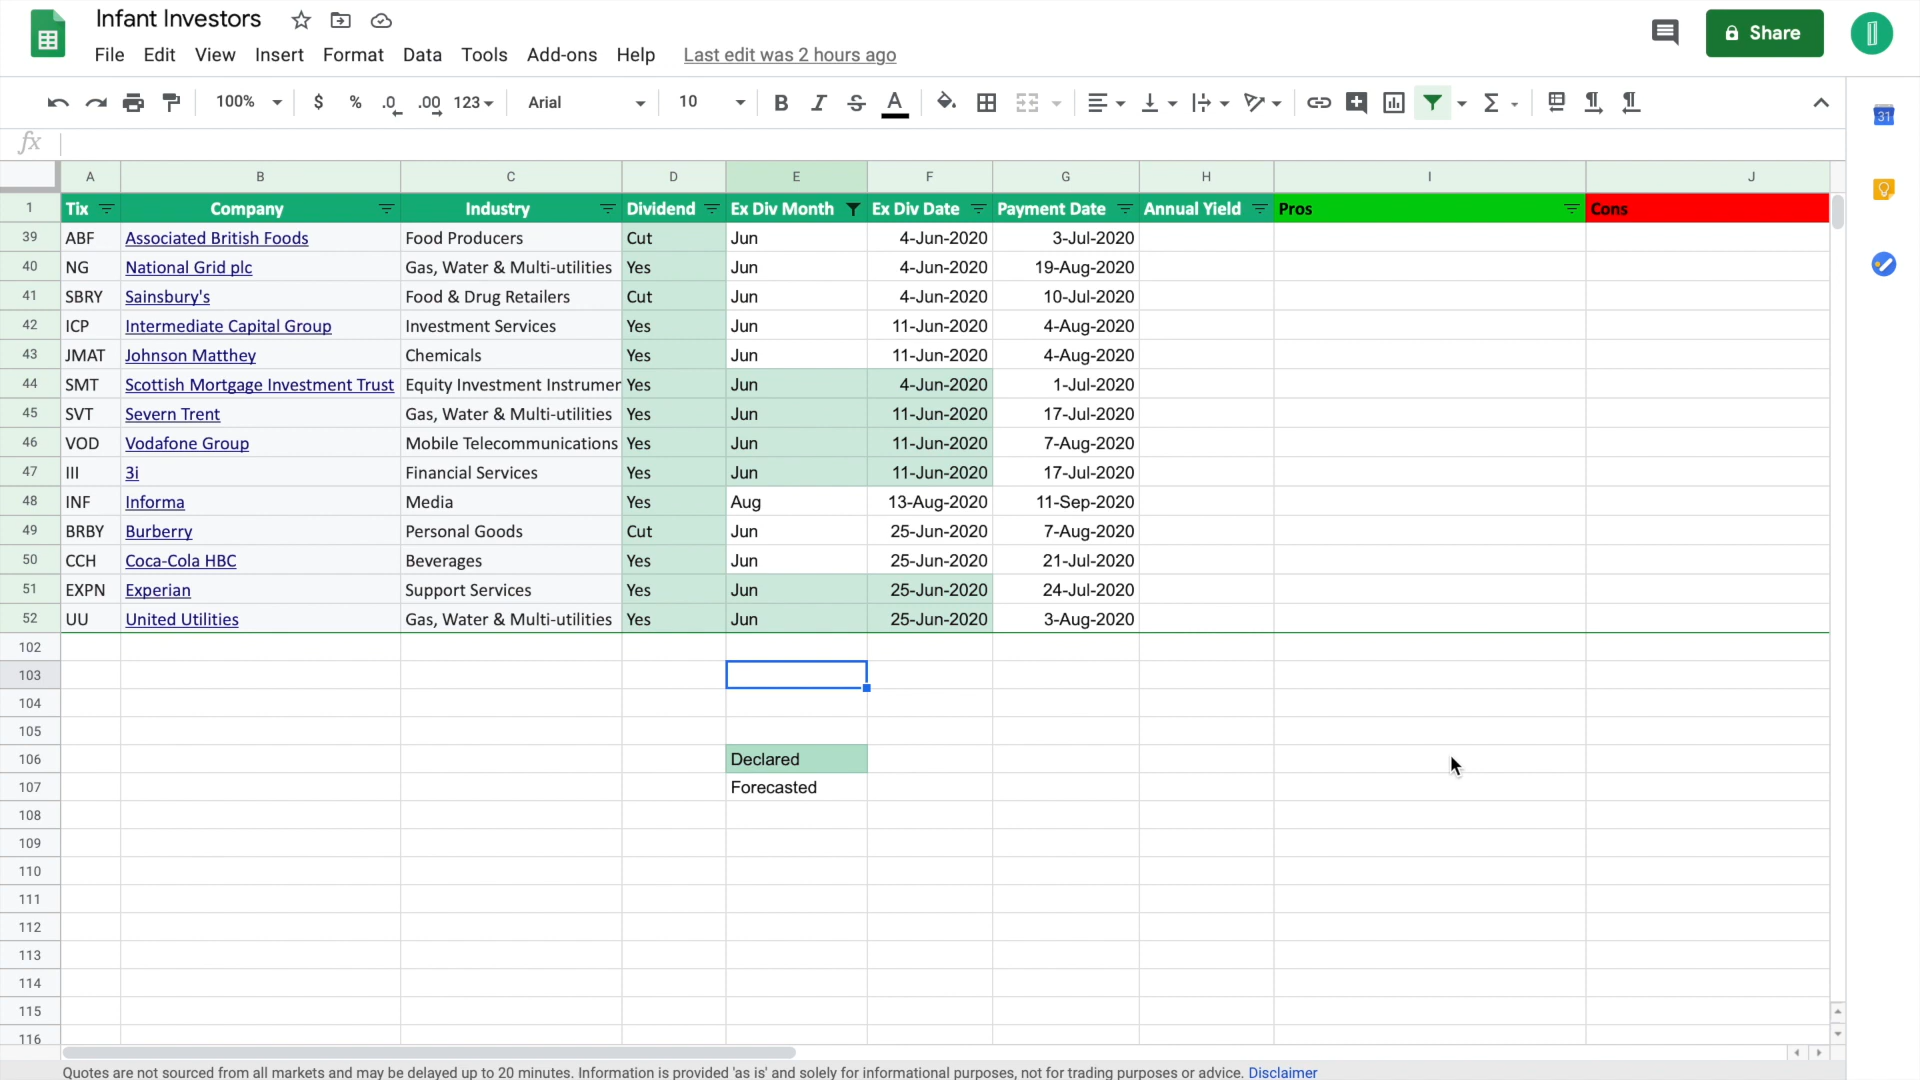 Infant Investors
File Edit View Insert Format Data Tools Add-ons Help Last edit was 2 hours ago
Share
100% $ % .0 .00 123 Arial 10 B I S A Σ
31
fx
A B C D E F G H I J
1 Tix Company Industry Dividend Ex Div Month Ex Div Date Payment Date Annual Yield Pros Cons
39 ABF Associated British Foods Food Producers Cut Jun 4-Jun-2020 3-Jul-2020
40 NG National Grid plc Gas, Water & Multi-utilities Yes Jun 4-Jun-2020 19-Aug-2020
41 SBRY Sainsbury's Food & Drug Retailers Cut Jun 4-Jun-2020 10-Jul-2020
42 ICP Intermediate Capital Group Investment Services Yes Jun 11-Jun-2020 4-Aug-2020
43 JMAT Johnson Matthey Chemicals Yes Jun 11-Jun-2020 4-Aug-2020
44 SMT Scottish Mortgage Investment Trust Equity Investment Instrumer Yes Jun 4-Jun-2020 1-Jul-2020
45 SVT Severn Trent Gas, Water & Multi-utilities Yes Jun 11-Jun-2020 17-Jul-2020
46 VOD Vodafone Group Mobile Telecommunications Yes Jun 11-Jun-2020 7-Aug-2020
47 III 3i Financial Services Yes Jun 11-Jun-2020 17-Jul-2020
48 INF Informa Media Yes Aug 13-Aug-2020 11-Sep-2020
49 BRBY Burberry Personal Goods Cut Jun 25-Jun-2020 7-Aug-2020
50 CCH Coca-Cola HBC Beverages Yes Jun 25-Jun-2020 21-Jul-2020
51 EXPN Experian Support Services Yes Jun 25-Jun-2020 24-Jul-2020
52 UU United Utilities Gas, Water & Multi-utilities Yes Jun 25-Jun-2020 3-Aug-2020
102
103
104
105
106 Declared
107 Forecasted
108
109
110
111
112
113
114
115
116
Quotes are not sourced from all markets and may be delayed up to 20 minutes. Information is provided 'as is' and solely for informational purposes, not for trading purposes or advice. Disclaimer